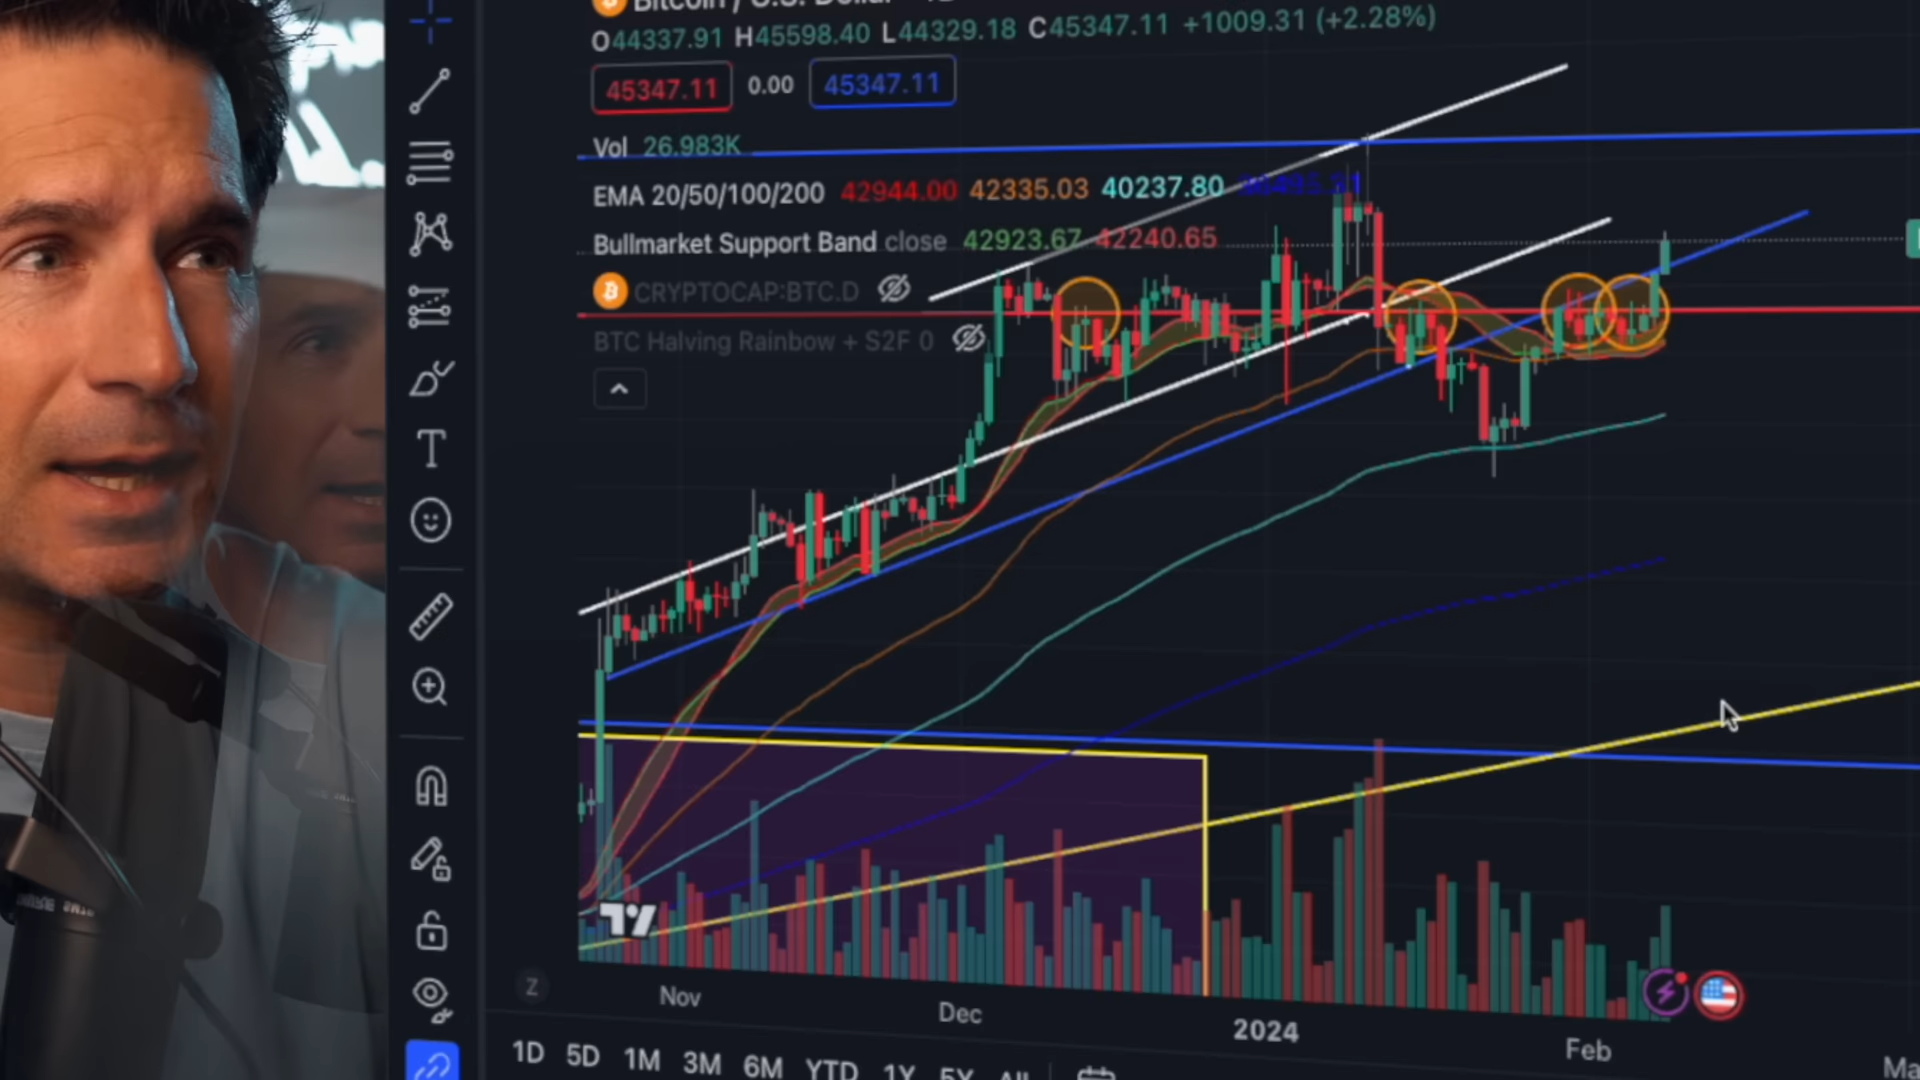 Bitcoin / U.S. Dollar
O44337.91 H45598.40 L44329.18 C45347.11 +1009.31 (+2.28%)
45347.11 0.00 45347.11
Vol 26.983K
EMA 20/50/100/200 42944.00 42335.03 40237.80
Bullmarket Support Band close 42923.67 42240.65
CRYPTOCAP:BTC.D
BTC Halving Rainbow + S2F 0
Z
Nov Dec 2024 Feb
1D 5D 1M 3M 6M YTD 1Y 5Y All